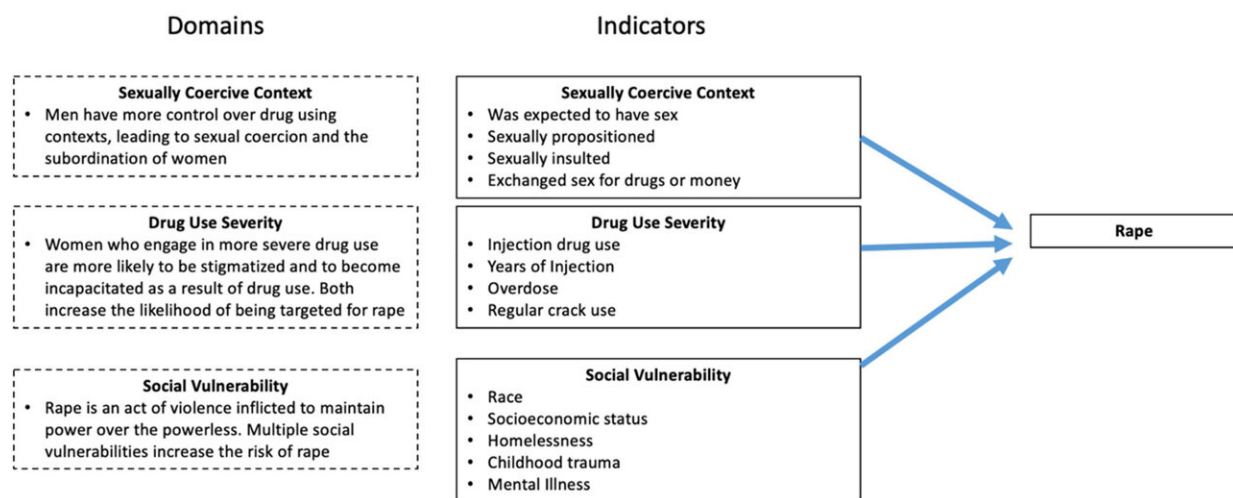 Domains
Indicators
Sexually Coercive Context
• Men have more control over drug using
contexts, leading to sexual coercion and the
subordination of women
Sexually Coercive Context
• Was expected to have sex
• Sexually propositioned
• Sexually insulted
• Exchanged sex for drugs or money
Drug Use Severity
• Women who engage in more severe drug use
are more likely to be stigmatized and to become
incapacitated as a result of drug use. Both
increase the likelihood of being targeted for rape
Drug Use Severity
• Injection drug use
• Years of Injection
• Overdose
• Regular crack use
Rape
Social Vulnerability
• Rape is an act of violence inflicted to maintain
power over the powerless. Multiple social
vulnerabilities increase the risk of rape
Social Vulnerability
• Race
• Socioeconomic status
• Homelessness
• Childhood trauma
• Mental Illness